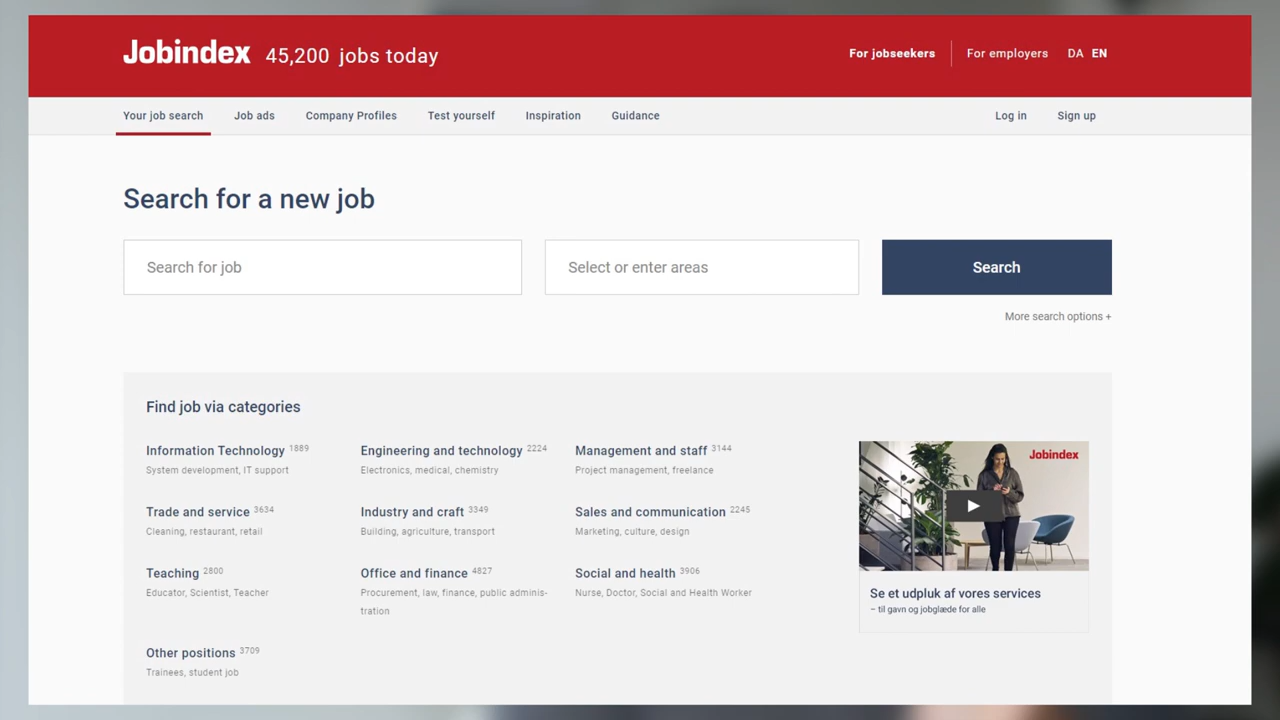 Jobindex 45,200 jobs today
For jobseekers For employers DA EN
Your job search Job ads Company Profiles Test yourself Inspiration Guidance Log in Sign up
Search for a new job
Search for job Select or enter areas Search
More search options +
Find job via categories
Information Technology 1889 Engineering and technology 2224 Management and staff 3144
System development, IT support Electronics, medical, chemistry Project management, freelance
Jobindex
Trade and service 3634 Industry and craft 3349 Sales and communication 2245
Cleaning, restaurant, retail Building, agriculture, transport Marketing, culture, design
Teaching 2800 Office and finance 4827 Social and health 3906
Educator, Scientist, Teacher Procurement, law, finance, public adminis- Nurse, Doctor, Social and Health Worker
tration
Se et udpluk af vores services
– til gavn og jobglæde for alle
Other positions 3709
Trainees, student job